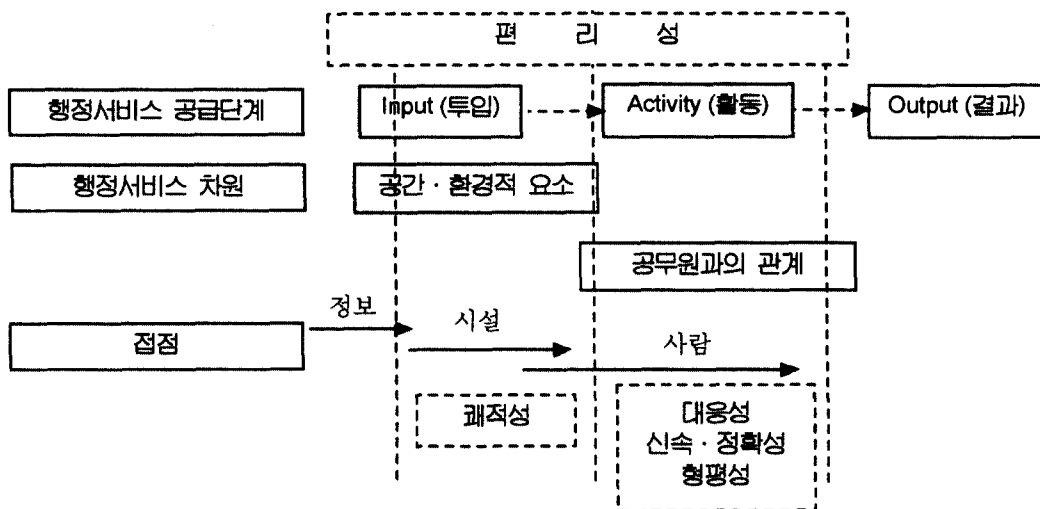 편 리 성
행정서비스 공급단계
Imput (투입)
Activity (활동)
Output (결과)
행정서비스 차원
공간 · 환경적 요소
공무원과의 관계
접점
정보
시설
사람
쾌적성
대응성
신속 · 정확성
형평성